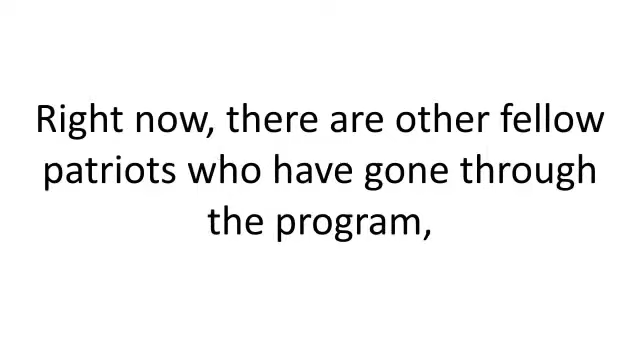 Right now, there are other fellow
patriots who have gone through
the program,